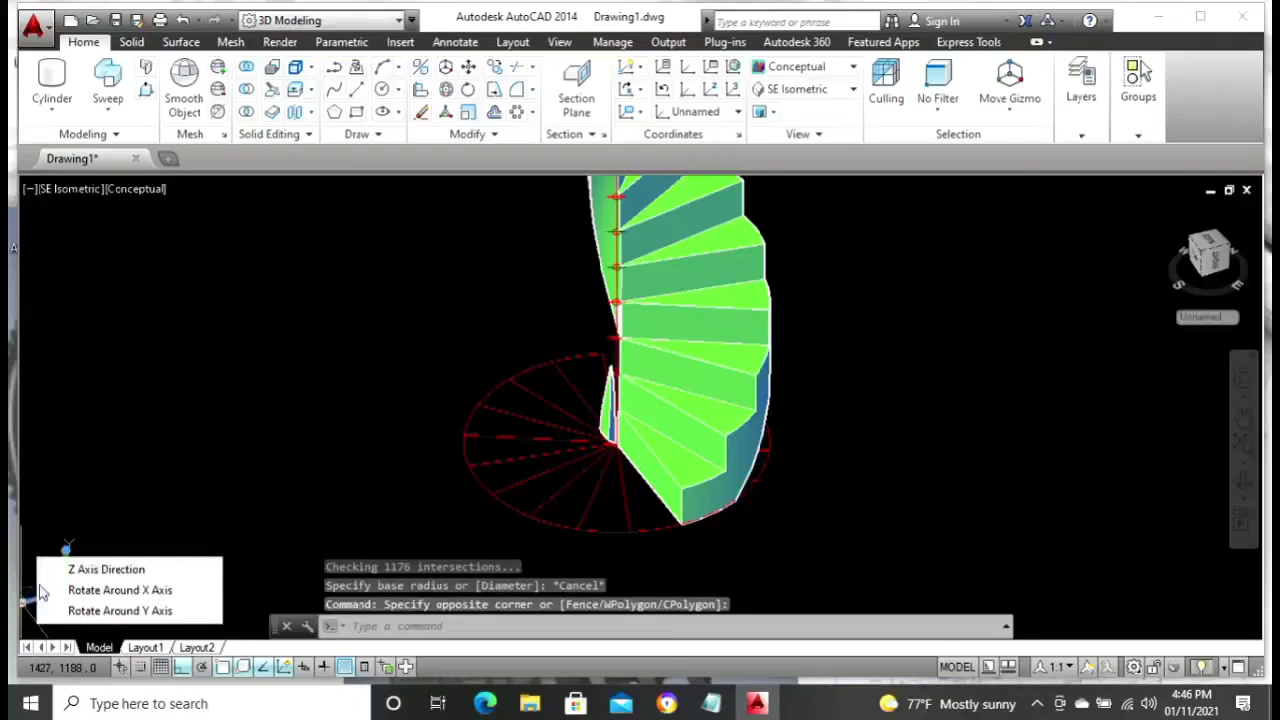 3D Modeling
Autodesk AutoCAD 2014
Drawing1.dwg
Type a keyword or phrase
Sign In
Home
Solid
Surface
Mesh
Render
Parametric
Insert
Annotate
Layout
View
Manage
Output
Plug-ins
Autodesk 360
Featured Apps
Express Tools
Cylinder
Sweep
Smooth
Object
Section
Plane
Conceptual
SE Isometric
Unnamed
Culling
No Filter
Move Gizmo
Layers
Groups
Modeling
Mesh
Solid Editing
Draw
Modify
Section
Coordinates
View
Selection
Drawing1*
[−][SE Isometric][Conceptual]
S
E
Unnamed
Z Axis Direction
Rotate Around X Axis
Rotate Around Y Axis
Checking 1176 intersections...
Specify base radius or [Diameter]: *Cancel*
Command: Specify opposite corner or [Fence/WPolygon/CPolygon]:
Type a command
Model
Layout1
Layout2
1427, 1188, 0
MODEL
1:1
Type here to search
77°F Mostly sunny
4:46 PM
01/11/2021